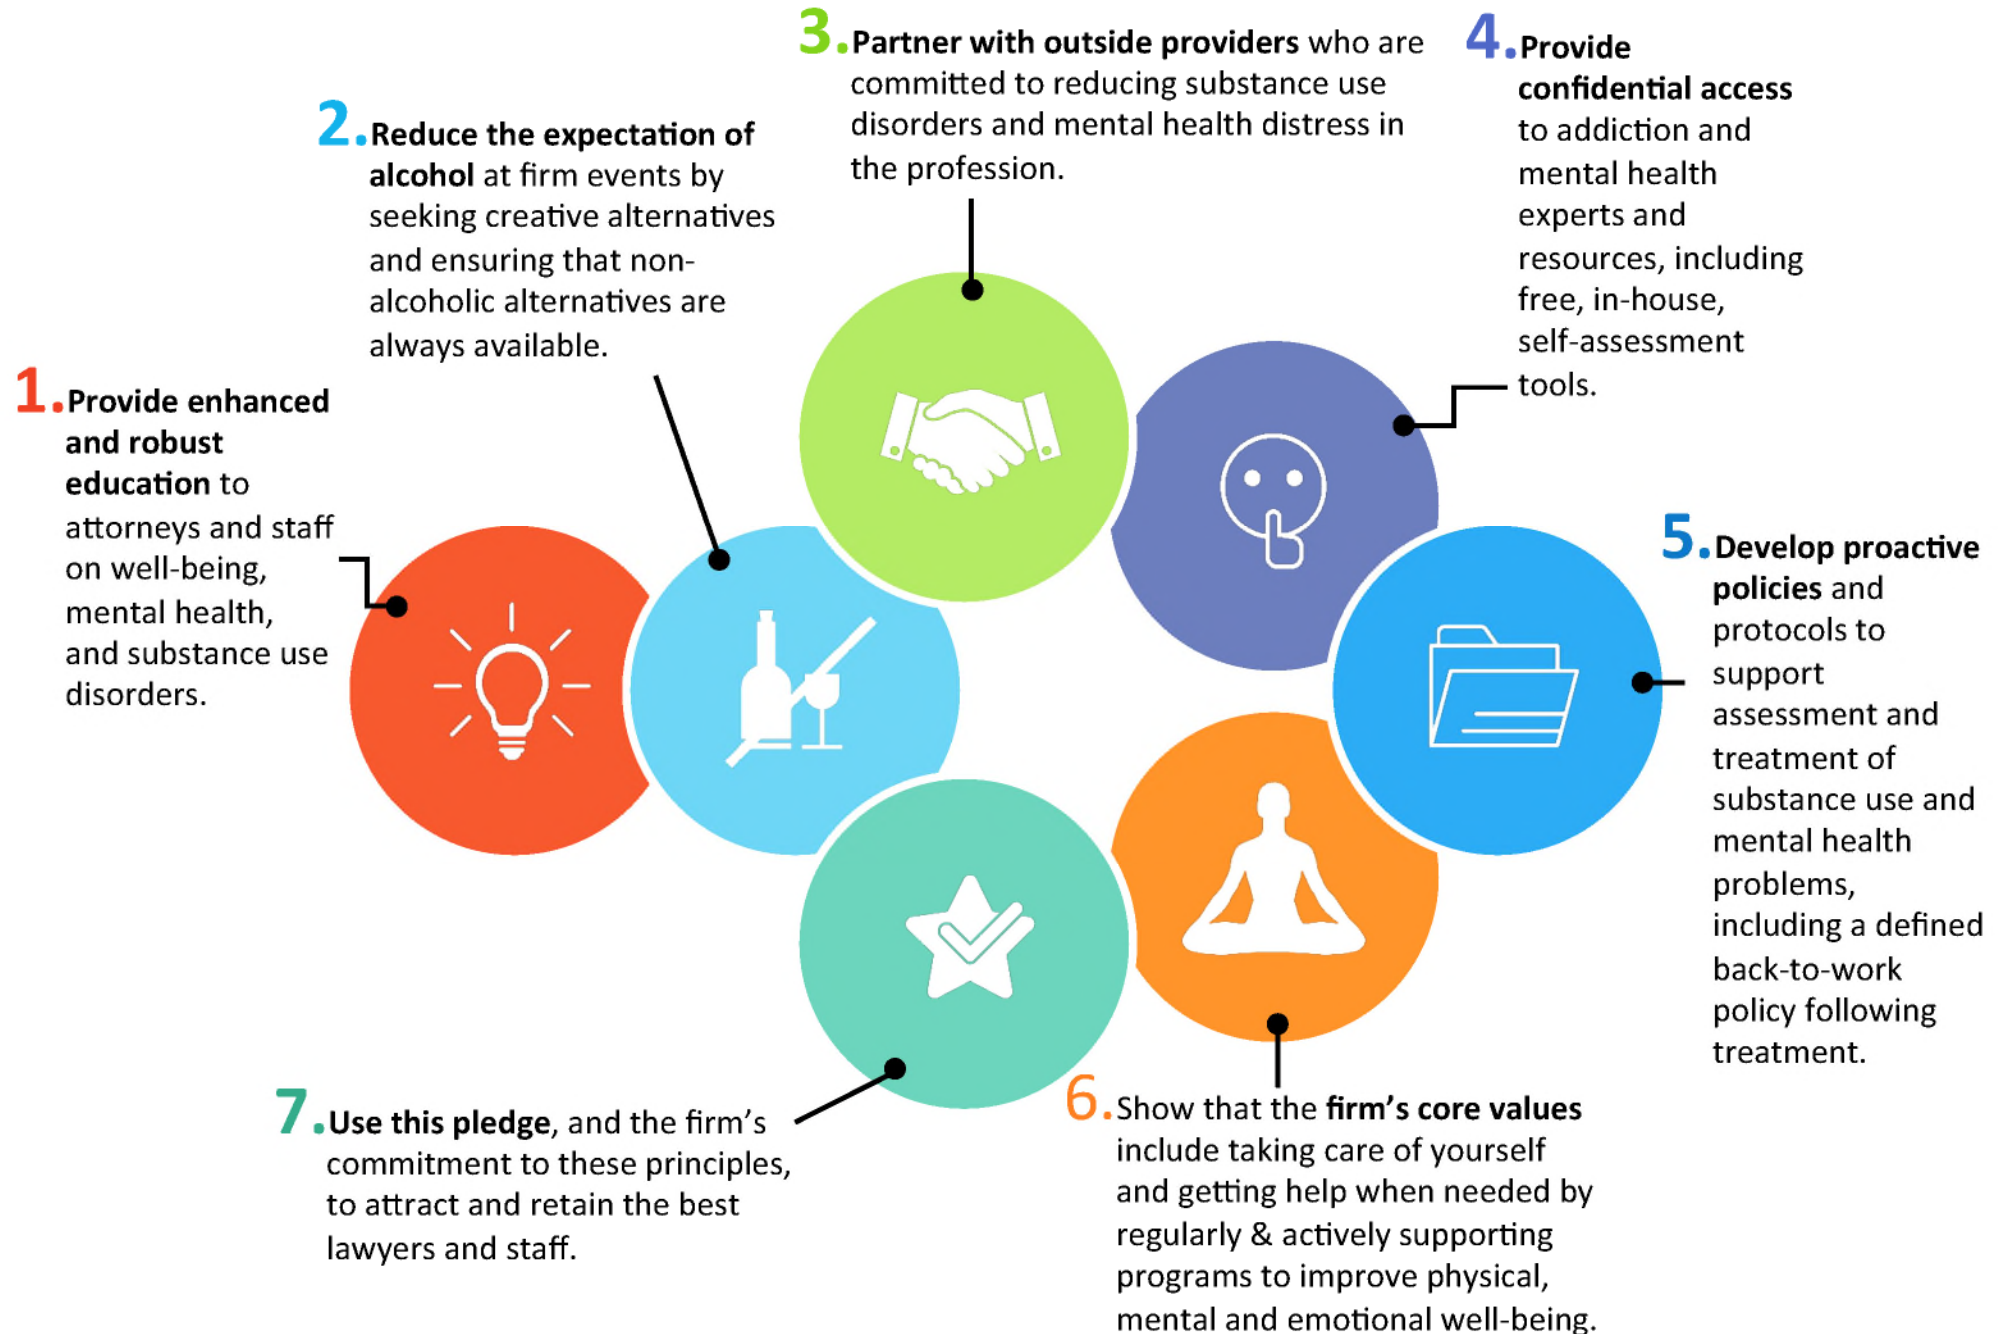 1. Provide enhanced
and robust
education to
attorneys and staff
on well-being,
mental health,
and substance use
disorders.
2. Reduce the expectation of
alcohol at firm events by
seeking creative alternatives
and ensuring that non-
alcoholic alternatives are
always available.
3. Partner with outside providers who are
committed to reducing substance use
disorders and mental health distress in
the profession.
4. Provide
confidential access
to addiction and
mental health
experts and
resources, including
free, in-house,
self-assessment
tools.
5. Develop proactive
policies and
protocols to
support
assessment and
treatment of
substance use and
mental health
problems,
including a defined
back-to-work
policy following
treatment.
6. Show that the firm’s core values
include taking care of yourself
and getting help when needed by
regularly & actively supporting
programs to improve physical,
mental and emotional well-being.
7. Use this pledge, and the firm’s
commitment to these principles,
to attract and retain the best
lawyers and staff.